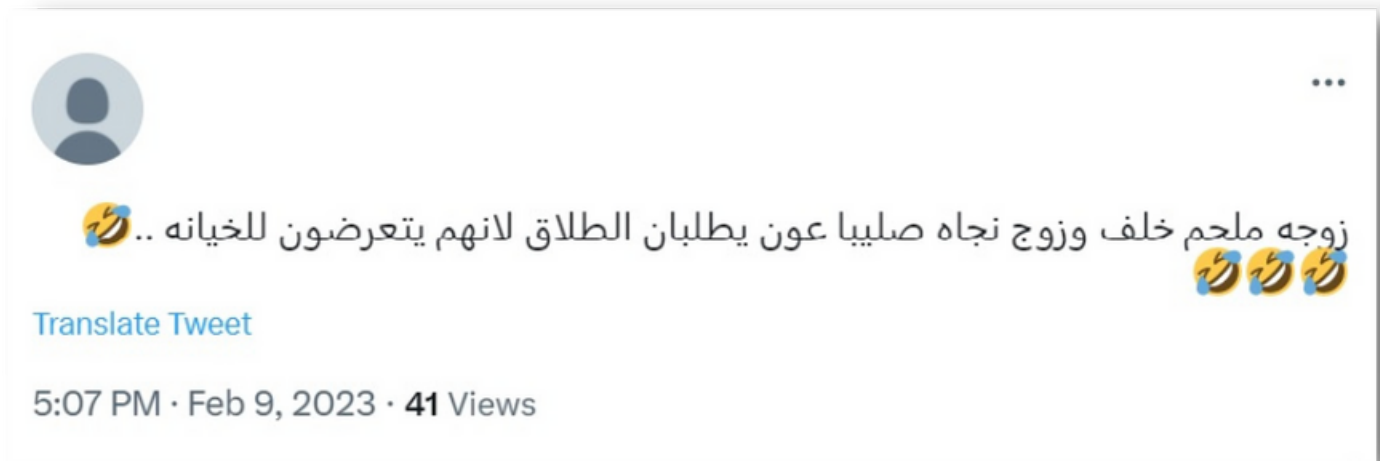 زوجه ملحم خلف وزوج نجاه صليبا عون يطلبان الطلاق لانهم يتعرضون للخيانه ..🤣
🤣🤣🤣
Translate Tweet
5:07 PM · Feb 9, 2023 · 41 Views